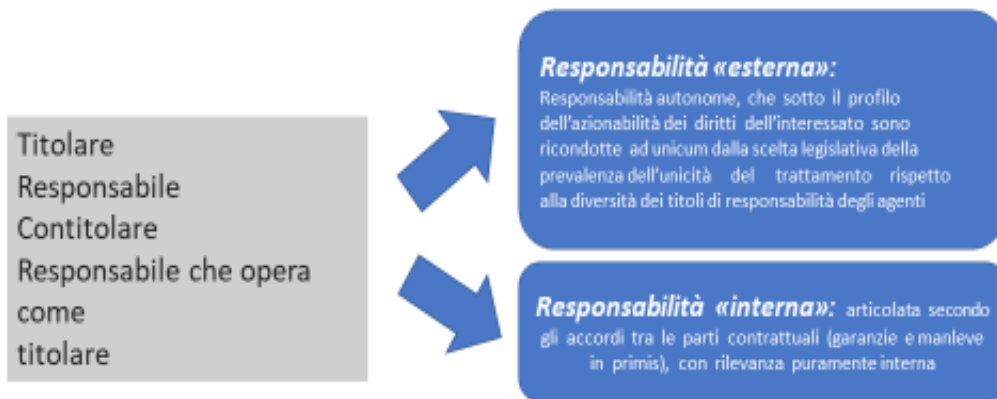 Titolare
Responsabile
Contitolare
Responsabile che opera
come
titolare
Responsabilità «esterna»:
Responsabilità autonome, che sotto il profilo
dell'azionabilità dei diritti dell'interessato sono
ricondotte ad unicum dalla scelta legislativa della
prevalenza dell'unicità del trattamento rispetto
alla diversità dei titoli di responsabilità degli agenti
Responsabilità «interna»: articolata secondo
gli accordi tra le parti contrattuali (garanzie e manleve
in primis), con rilevanza puramente interna